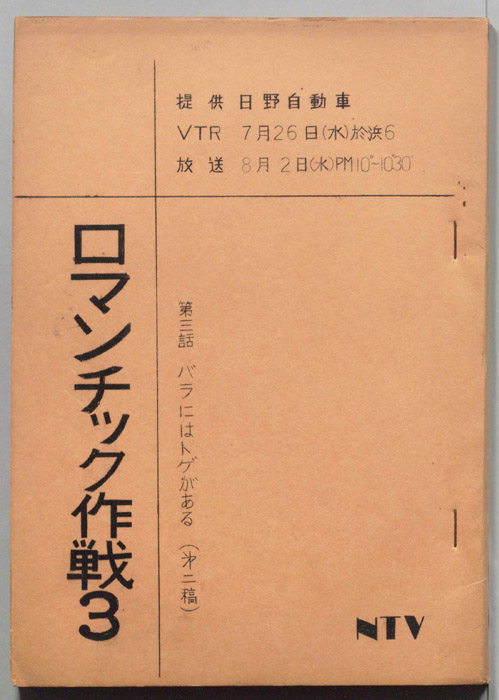 提供 日野自動車
VTR 7月26日(水)於浜6
放送 8月2日(水)PM10°~10³⁰
ロマンチック作戦3
第三話 バラにはトゲがある (第二稿)
NTV